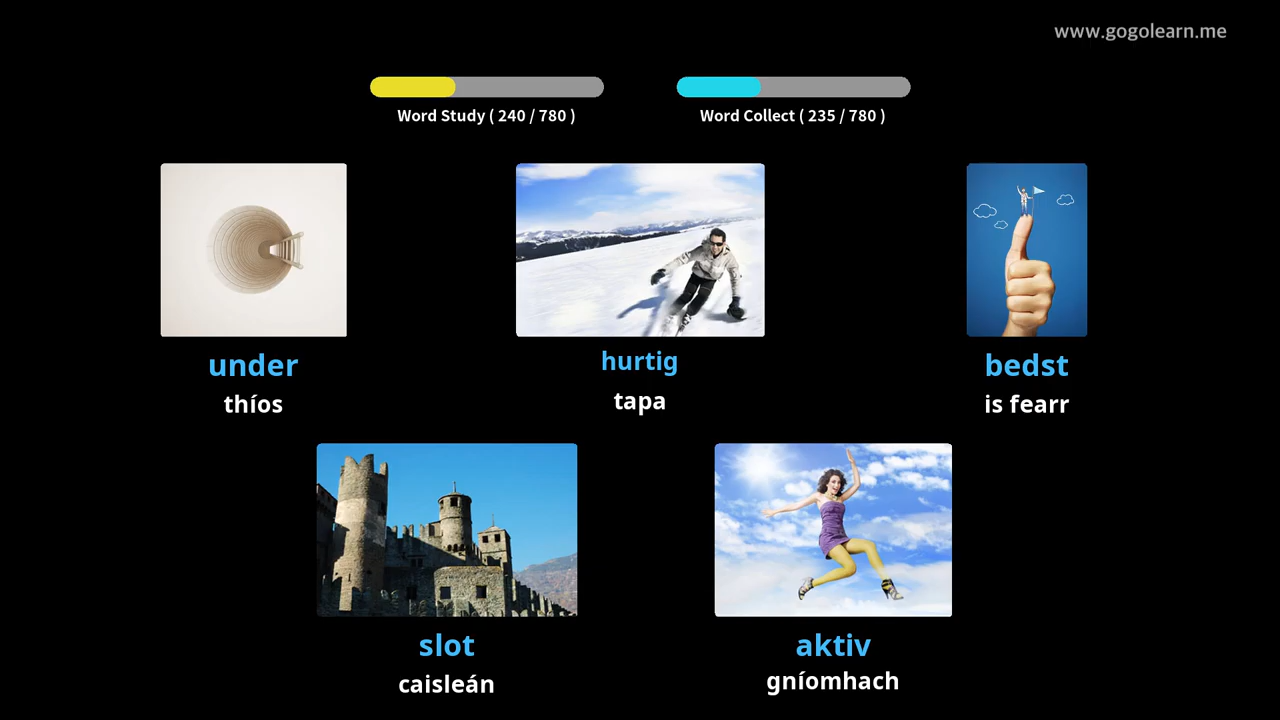 www.gogolearn.me
Word Study ( 240 / 780 )
Word Collect ( 235 / 780 )
under
thíos
hurtig
tapa
bedst
is fearr
slot
caisleán
aktiv
gníomhach